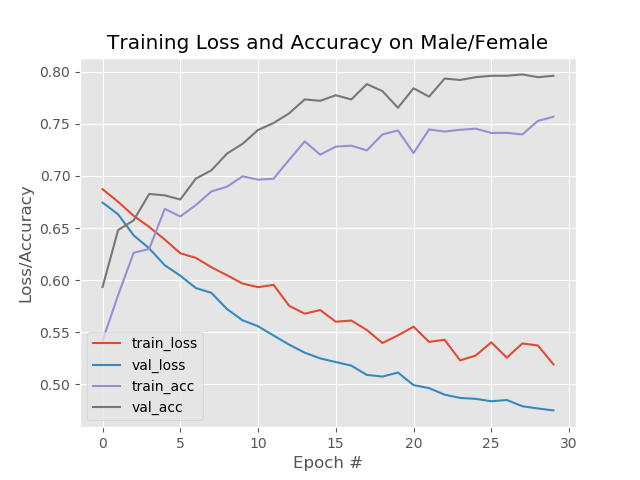 Training Loss and Accuracy on Male/Female
Loss/Accuracy
0.80
0.75
0.70
0.65
0.60
0.55
0.50
train_loss
val_loss
train_acc
val_acc
0 5 10 15 20 25 30
Epoch #